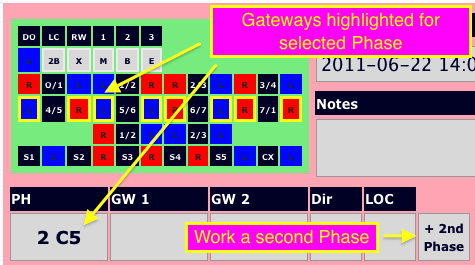 Gateways highlighted for
selected Phase
DO LC RW 1 2 3
2B X M B E
R 0/1 1/2 R R 2/3 3/4
4/5 R 5/6 R 6/7 R 7/1 R
R 1/2 2/3
S1 S2 R S3 R S4 R S5 CX
2011-06-22 14:0
Notes
PH GW 1 GW 2 Dir LOC
2 C5
Work a second Phase
+ 2nd
Phase